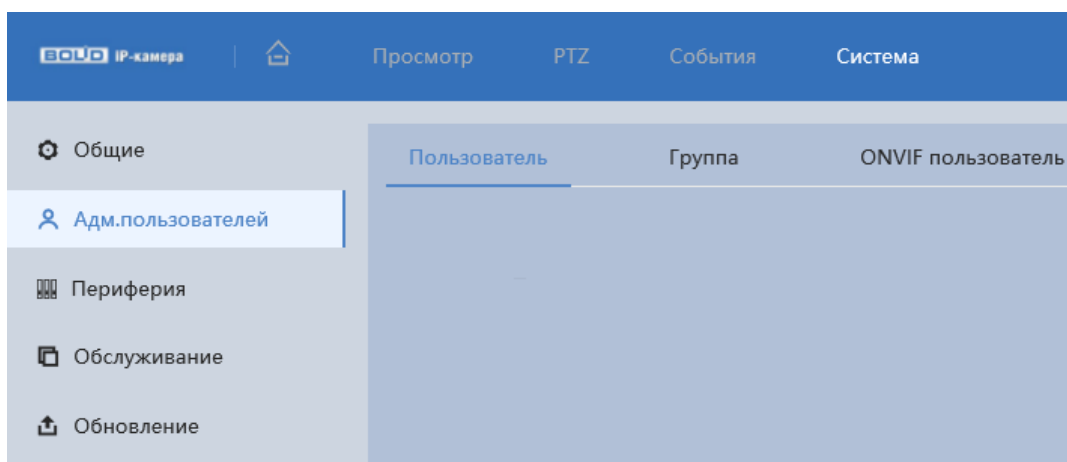 BOLID IP-камера Просмотр PTZ События Система
Общие
Пользователь Группа ONVIF пользователь
Адм.пользователей
Периферия
Обслуживание
Обновление